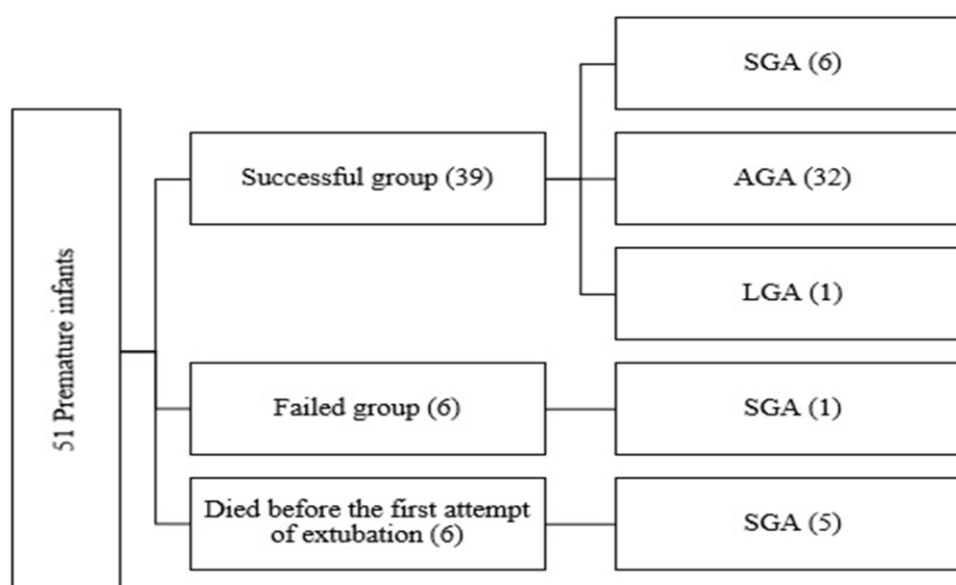 51 Premature infants
Successful group (39)
SGA (6)
AGA (32)
LGA (1)
Failed group (6)
SGA (1)
Died before the first attempt
of extubation (6)
SGA (5)